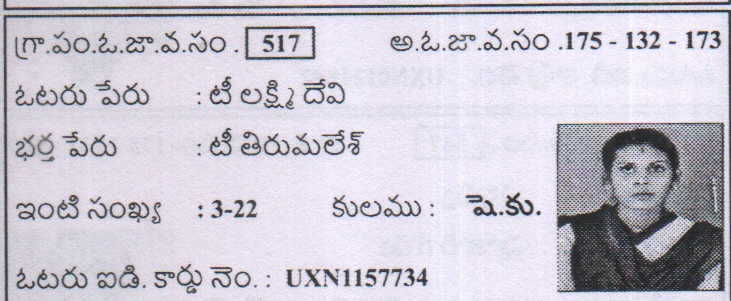 గ్రా.పం.ఓ.జా.వ.సం. 517 అ.ఓ.జా.వ.సం .175 - 132 - 173
ఓటరు పేరు : టీ లక్ష్మి దేవి
భర్త పేరు : టీ తిరుమలేశ్
ఇంటి సంఖ్య : 3-22 కులము : షె.కు.
ఓటరు ఐడి. కార్డు నెం. : UXN1157734